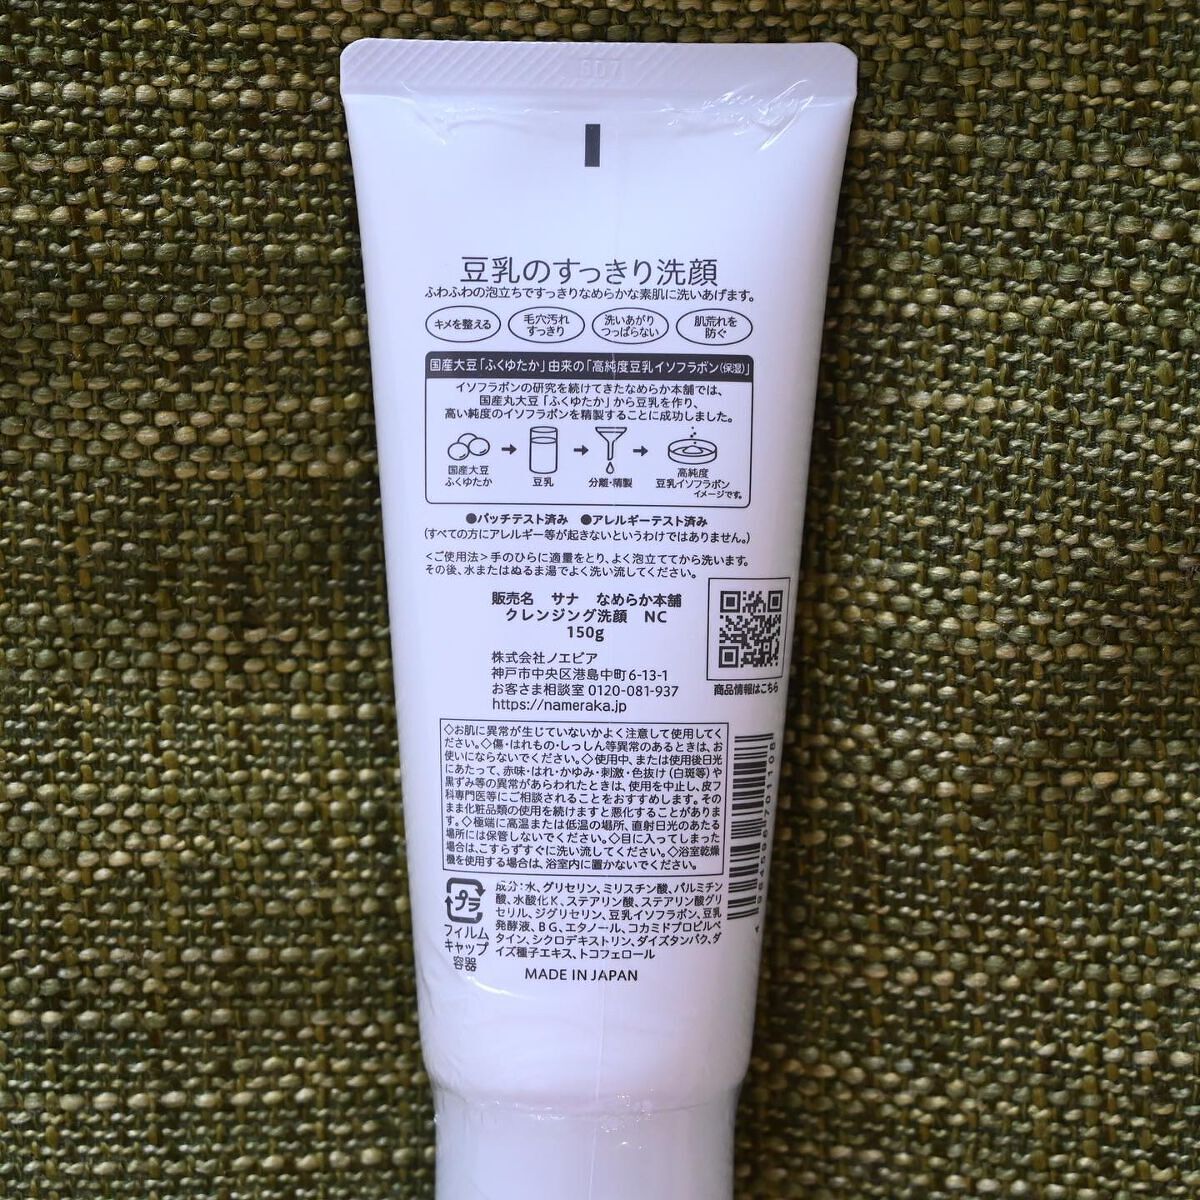 607
豆乳のすっきり洗顔
ふわふわの泡立ちですっきりなめらかな素肌に洗いあげます。
キメを整える
毛穴汚れ
すっきり
洗いあがり
つっぱらない
肌荒れを
防ぐ
国産大豆「ふくゆたか」由来の「高純度豆乳イソフラボン(保湿)」
イソフラボンの研究を続けてきたなめらか本舗では、
国産丸大豆「ふくゆたか」から豆乳を作り、
高い純度のイソフラボンを精製することに成功しました。
国産大豆
ふくゆたか
豆乳
分離・精製
高純度
豆乳イソフラボン
イメージです。
●パッチテスト済み ●アレルギーテスト済み
(すべての方にアレルギー等が起きないというわけではありません。)
<ご使用法>手のひらに適量をとり、よく泡立ててから洗います。
その後、水またはぬるま湯でよく洗い流してください。
販売名 サナ なめらか本舗
クレンジング洗顔 NC
150g
株式会社ノエビア
神戸市中央区港島中町6-13-1
お客さま相談室 0120-081-937
https://nameraka.jp
商品情報はこちら
◇お肌に異常が生じていないかよく注意して使用してく
ださい。◇傷・はれもの・しっしん等異常のあるときは、お
使いにならないでください。◇使用中、または使用後日光
にあたって、赤味・はれ・かゆみ・刺激・色抜け(白斑等)や
黒ずみ等の異常があらわれたときは、使用を中止し、皮フ
科専門医等にご相談されることをおすすめします。その
まま化粧品類の使用を続けますと悪化することがありま
す。◇極端に高温または低温の場所、直射日光のあたる
場所には保管しないでください。◇目に入ってしまった
場合は、こすらずすぐに洗い流してください。◇浴室乾燥
機を使用する場合は、浴室内に置かないでください。
4 964596 701108
プラ
フィルム
キャップ
容器
成分:水、グリセリン、ミリスチン酸、パルミチン
酸、水酸化K、ステアリン酸、ステアリン酸グリ
セリル、ジグリセリン、豆乳イソフラボン、豆乳
発酵液、BG、エタノール、コカミドプロピルベ
タイン、シクロデキストリン、ダイズタンパク、ダ
イズ種子エキス、トコフェロール
MADE IN JAPAN